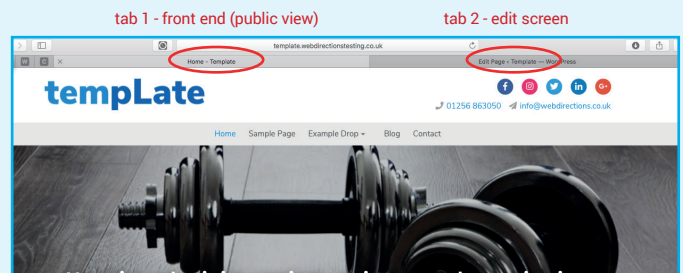 tab 1 - front end (public view) tab 2 - edit screen
template.webdirectionstesting.co.uk
W C × Home - Template Edit Page ‹ Template — WordPress
tempLate
01256 863050 info@webdirections.co.uk
Home Sample Page Example Drop Blog Contact